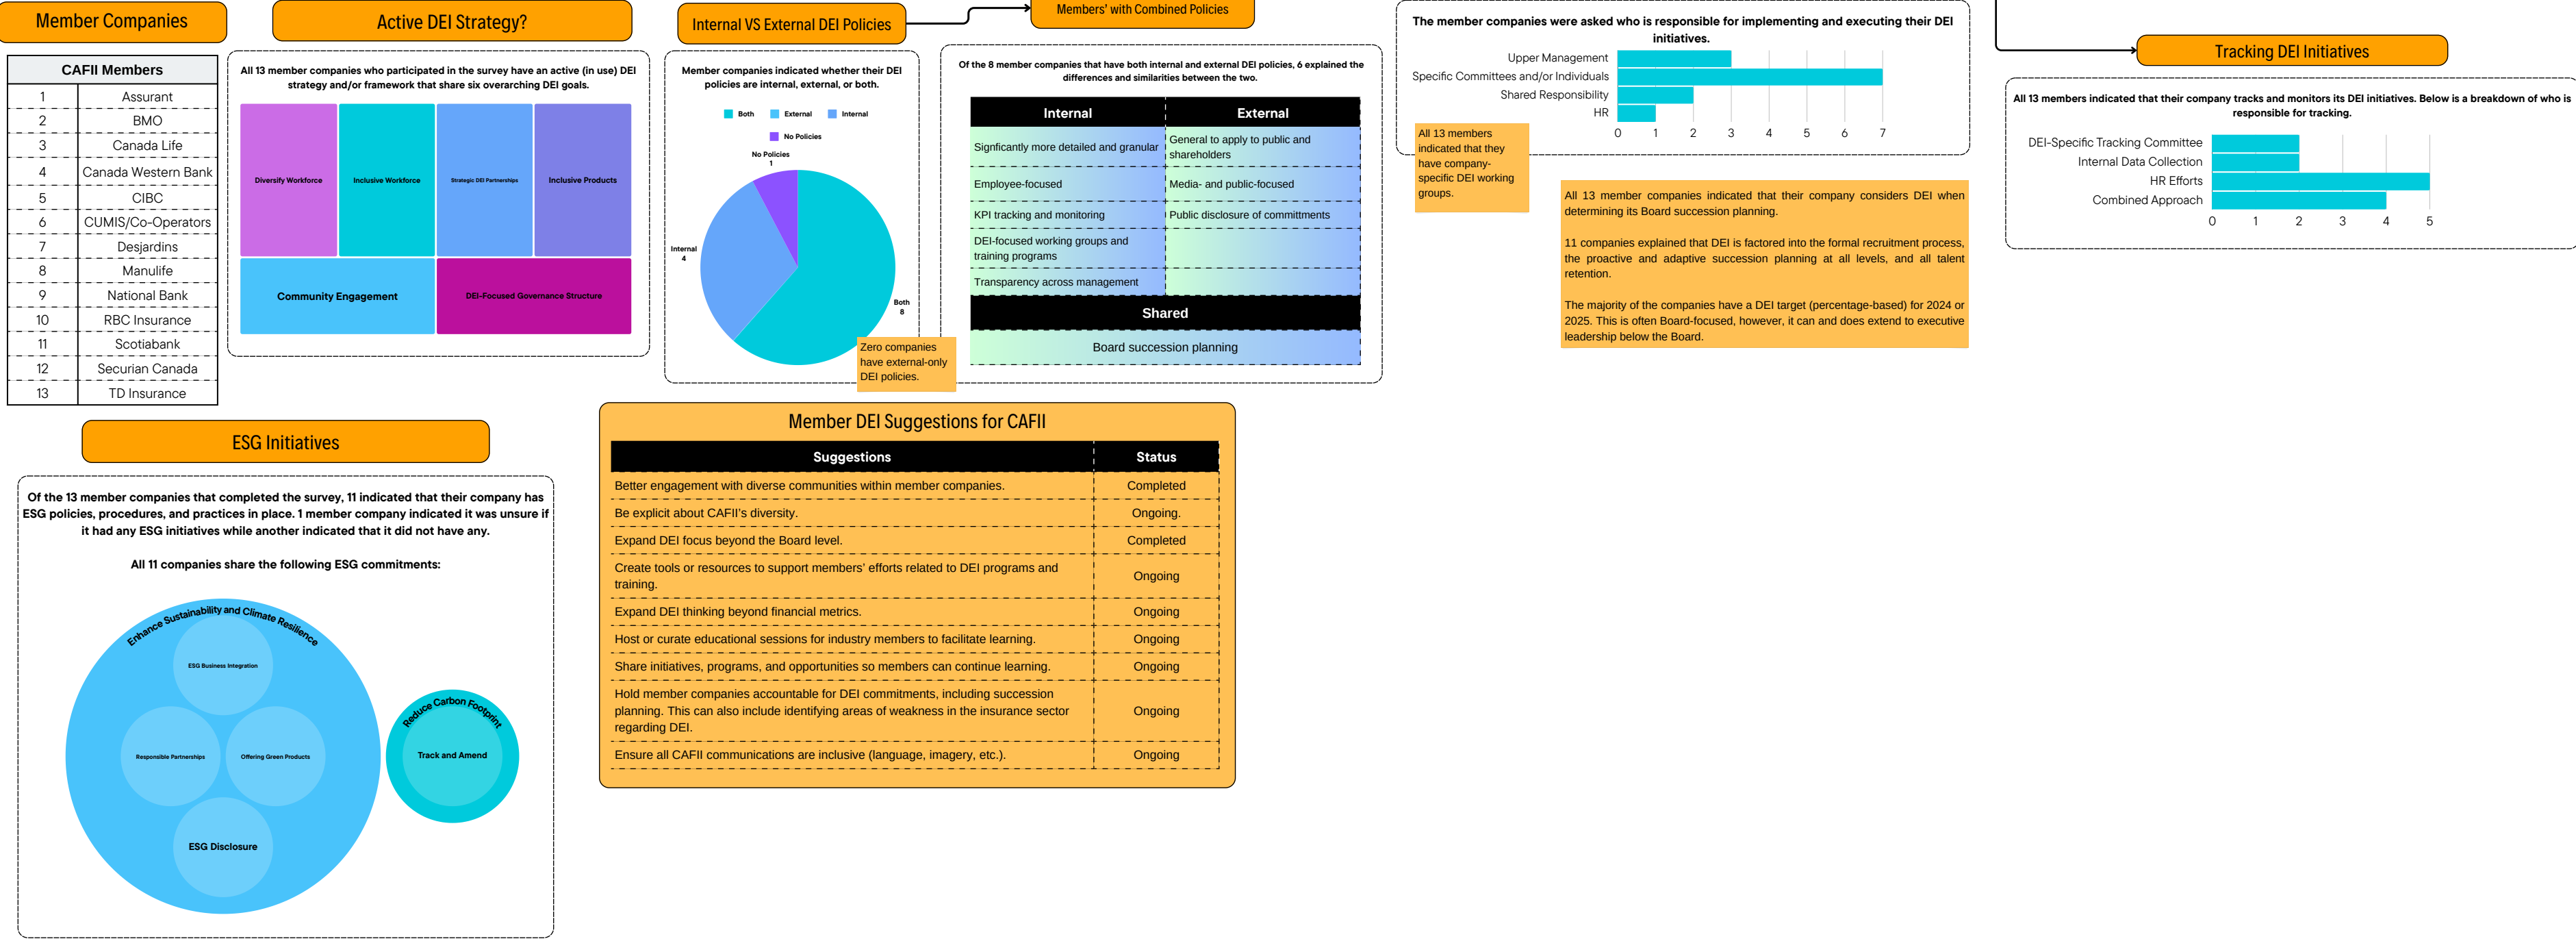 Member Companies
CAFII Members
1 Assurant
2 BMO
3 Canada Life
4 Canada Western Bank
5 CIBC
6 CUMIS/Co-Operators
7 Desjardins
8 Manulife
9 National Bank
10 RBC Insurance
11 Scotiabank
12 Securian Canada
13 TD Insurance
Active DEI Strategy?
All 13 member companies who participated in the survey have an active (in use) DEI
strategy and/or framework that share six overarching DEI goals.
Diversify Workforce
Inclusive Workforce
Strategic DEI Partnerships
Inclusive Products
Community Engagement
DEI-Focused Governance Structure
Internal VS External DEI Policies
Member companies indicated whether their DEI
policies are internal, external, or both.
Both External Internal
No Policies
No Policies
1
Internal
4
Both
8
Zero companies
have external-only
DEI policies.
Members' with Combined Policies
Of the 8 member companies that have both internal and external DEI policies, 6 explained the
differences and similarities between the two.
Internal External
Signficantly more detailed and granular
General to apply to public and
shareholders
Employee-focused
Media- and public-focused
KPI tracking and monitoring
Public disclosure of committments
DEI-focused working groups and
training programs
Transparency across management
Shared
Board succession planning
The member companies were asked who is responsible for implementing and executing their DEI
initiatives.
Upper Management
Specific Committees and/or Individuals
Shared Responsibility
HR
0 1 2 3 4 5 6 7
All 13 members
indicated that they
have company-
specific DEI working
groups.
All 13 member companies indicated that their company considers DEI when
determining its Board succession planning.
11 companies explained that DEI is factored into the formal recruitment process,
the proactive and adaptive succession planning at all levels, and all talent
retention.
The majority of the companies have a DEI target (percentage-based) for 2024 or
2025. This is often Board-focused, however, it can and does extend to executive
leadership below the Board.
Tracking DEI Initiatives
All 13 members indicated that their company tracks and monitors its DEI initiatives. Below is a breakdown of who is
responsible for tracking.
DEI-Specific Tracking Committee
Internal Data Collection
HR Efforts
Combined Approach
0 1 2 3 4 5
ESG Initiatives
Of the 13 member companies that completed the survey, 11 indicated that their company has
ESG policies, procedures, and practices in place. 1 member company indicated it was unsure if
it had any ESG initiatives while another indicated that it did not have any.
All 11 companies share the following ESG commitments:
Enhance Sustainability and Climate Resilience
ESG Business Integration
Responsible Partnerships
Offering Green Products
ESG Disclosure
Reduce Carbon Footprint
Track and Amend
Member DEI Suggestions for CAFII
Suggestions Status
Better engagement with diverse communities within member companies. Completed
Be explicit about CAFII's diversity. Ongoing.
Expand DEI focus beyond the Board level. Completed
Create tools or resources to support members' efforts related to DEI programs and
training.
Ongoing
Expand DEI thinking beyond financial metrics. Ongoing
Host or curate educational sessions for industry members to facilitate learning. Ongoing
Share initiatives, programs, and opportunities so members can continue learning. Ongoing
Hold member companies accountable for DEI commitments, including succession
planning. This can also include identifying areas of weakness in the insurance sector
regarding DEI.
Ongoing
Ensure all CAFII communications are inclusive (language, imagery, etc.). Ongoing